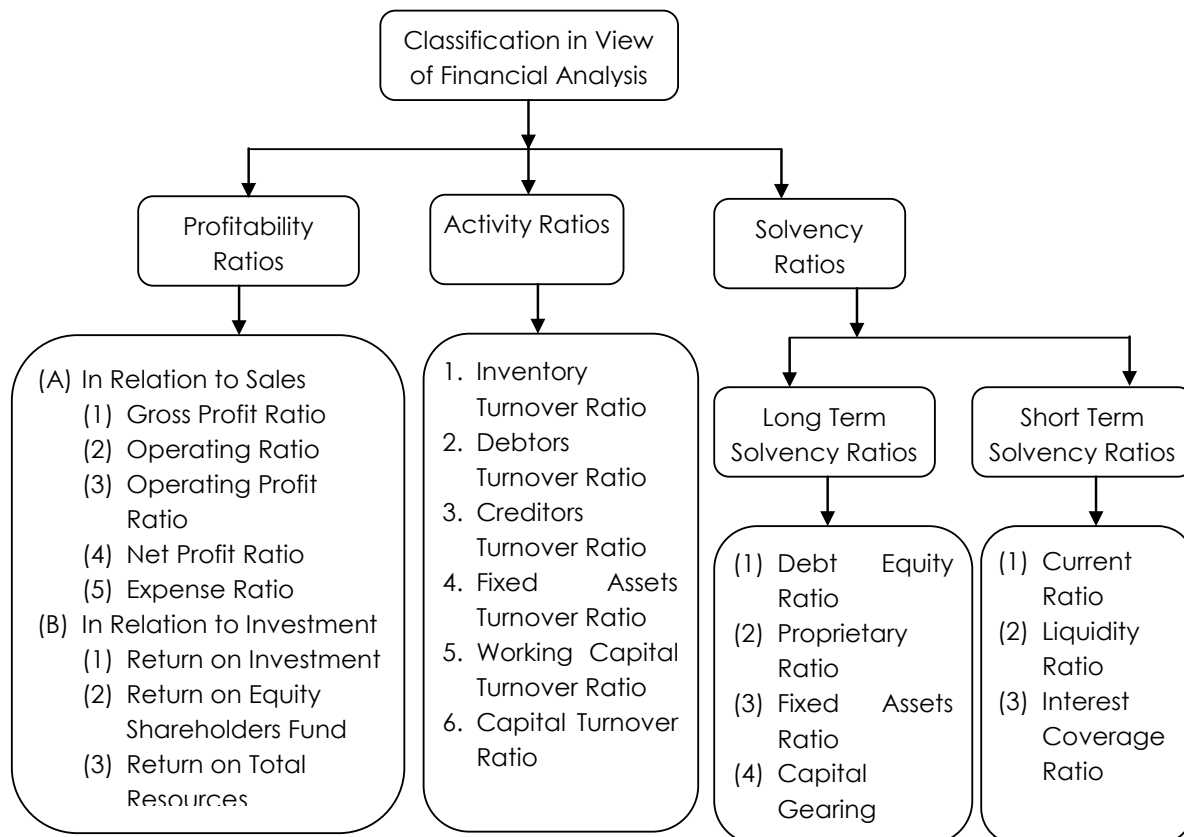 Classification in View
of Financial Analysis
Profitability
Ratios
Activity Ratios
Solvency
Ratios
(A) In Relation to Sales
(1) Gross Profit Ratio
(2) Operating Ratio
(3) Operating Profit
Ratio
(4) Net Profit Ratio
(5) Expense Ratio
(B) In Relation to Investment
(1) Return on Investment
(2) Return on Equity
Shareholders Fund
(3) Return on Total
Resources
1. Inventory
Turnover Ratio
2. Debtors
Turnover Ratio
3. Creditors
Turnover Ratio
4. Fixed Assets
Turnover Ratio
5. Working Capital
Turnover Ratio
6. Capital Turnover
Ratio
Long Term
Solvency Ratios
Short Term
Solvency Ratios
(1) Debt Equity
Ratio
(2) Proprietary
Ratio
(3) Fixed Assets
Ratio
(4) Capital
Gearing
(1) Current
Ratio
(2) Liquidity
Ratio
(3) Interest
Coverage
Ratio